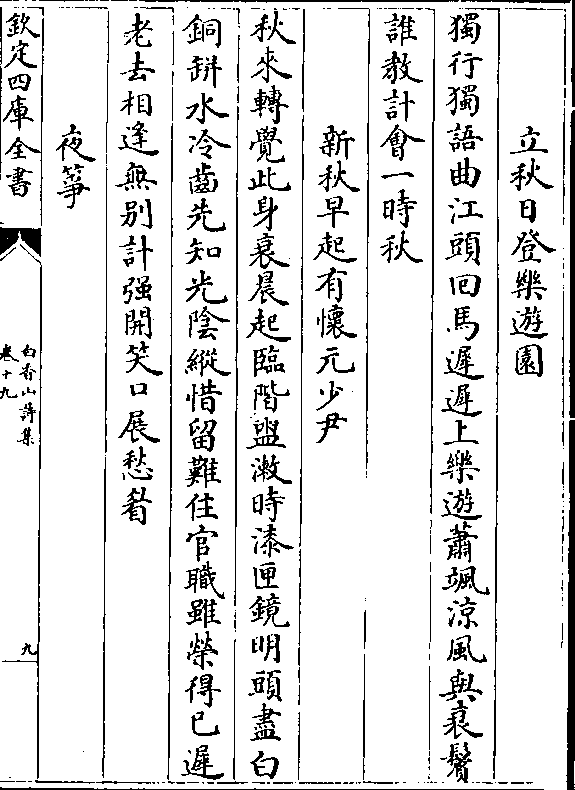 立秋日登樂遊園
獨行獨語曲江頭回馬遲遲上樂遊蕭颯涼風與衰鬢
誰教計會一時秋
新秋早起有懷元少尹
秋來轉覺此身衰晨起臨階盥漱時漆匣鏡明頭盡白
銅缾水冷齒先知光陰縱惜留難住官職雖榮得已遲
老去相逢無别計强開笑口展愁眉
夜箏
欽定四庫全書
白香山詩集
卷十九
九